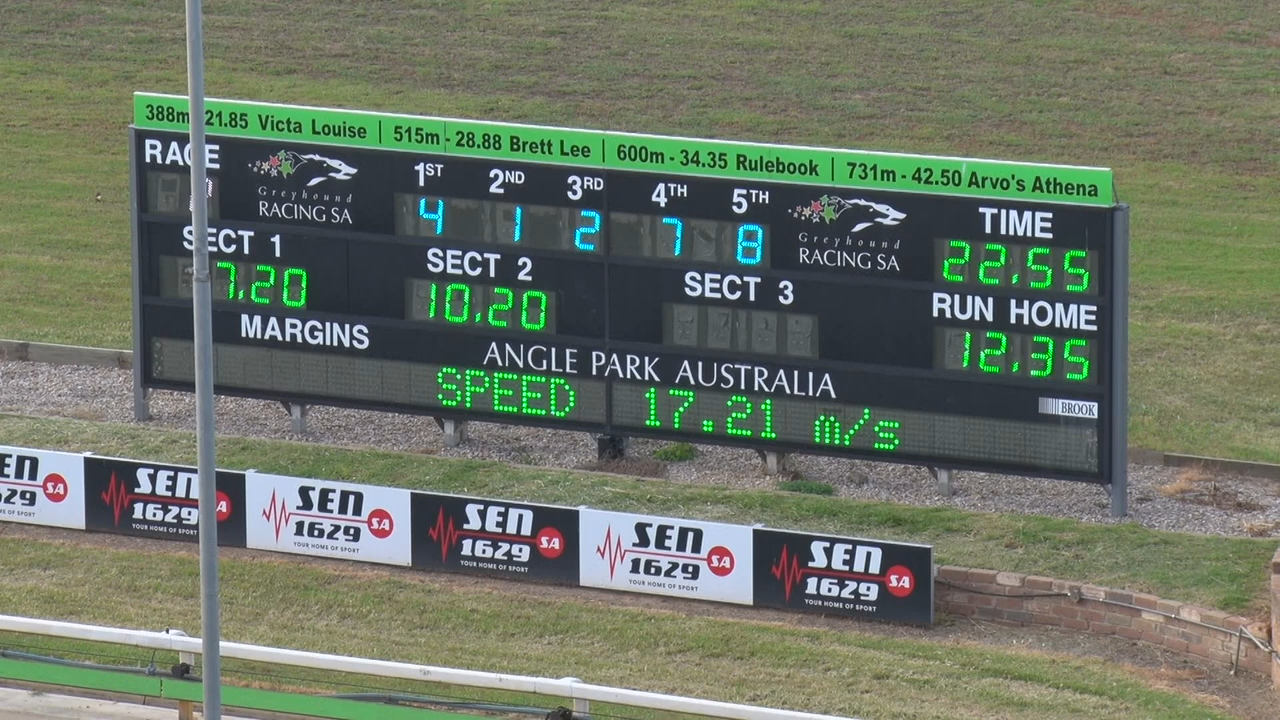 388m 21.85 Victa Louise | 515m - 28.88 Brett Lee | 600m - 34.35 Rulebook | 731m - 42.50 Arvo's Athena
RACE
Greyhound
RACING SA
1ST 2ND 3RD 4TH 5TH
4 1 2 7 8
Greyhound
RACING SA
TIME
22.55
SECT 1
7.20
SECT 2
10.20
SECT 3
RUN HOME
12.35
MARGINS
ANGLE PARK AUSTRALIA
SPEED 17.21 m/s
BROOK
EN
629 SA
YOUR HOME OF SPORT
SEN
1629 A
YOUR HOME OF SPORT
SEN
1629 SA
YOUR HOME OF SPORT
SEN
1629 SA
YOUR HOME OF SPORT
SEN
1629 SA
YOUR HOME OF SPORT
SEN
1629 SA
YOUR HOME OF SPORT